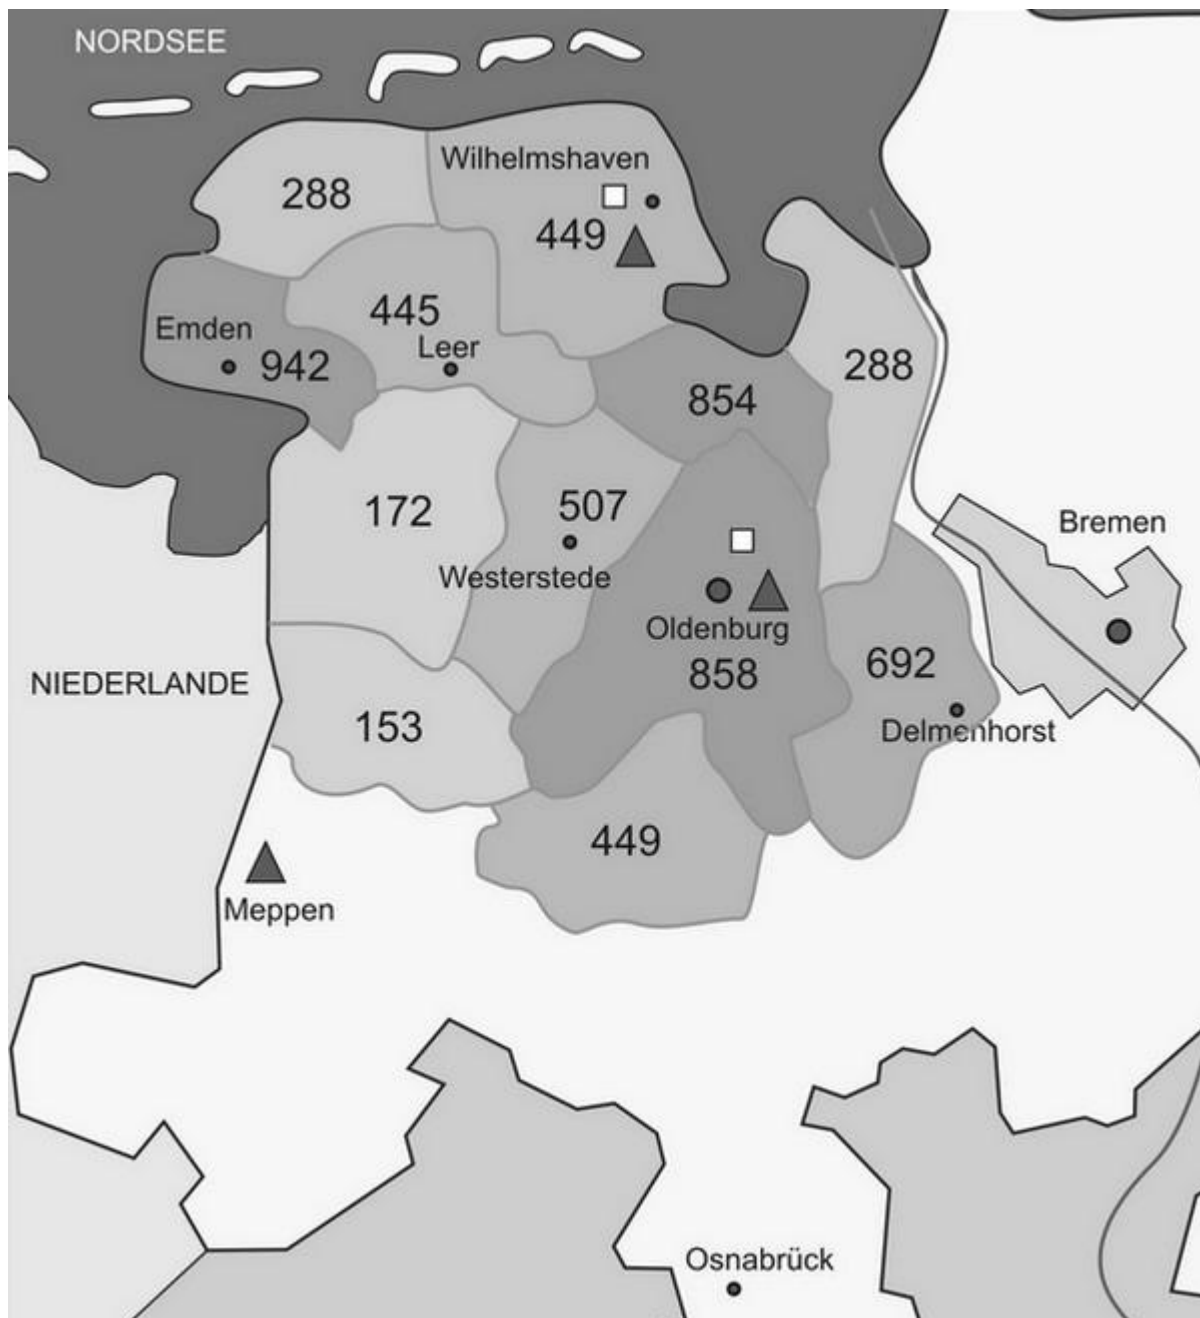 NORDSEE
Wilhelmshaven
288
449
445
Emden
Leer
942
288
854
172
507
Bremen
Westerstede
Oldenburg
692
858
NIEDERLANDE
153
Delmenhorst
449
Meppen
Osnabrück